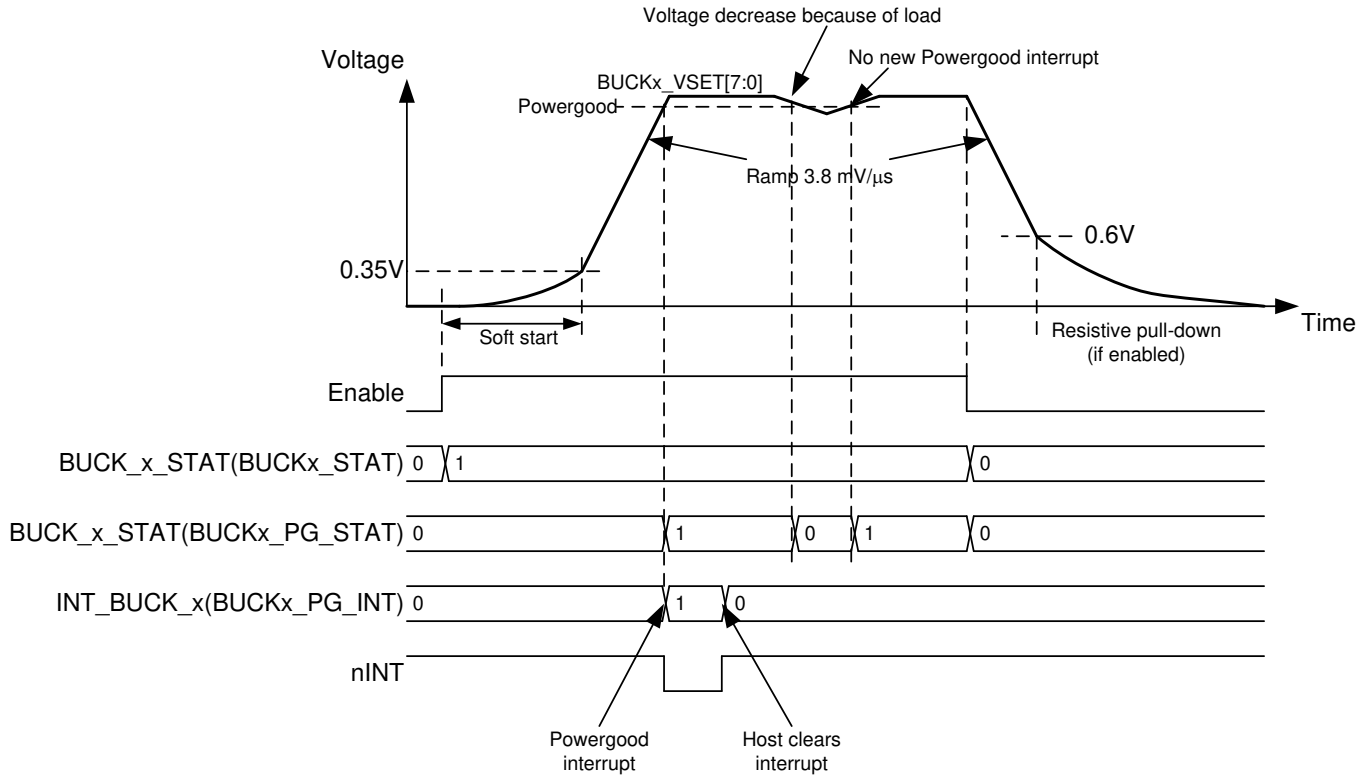 Voltage decrease because of load
Voltage
No new Powergood interrupt
BUCKx_VSET[7:0]
Powergood
Ramp 3.8 mV/μs
0.6V
0.35V
Time
Soft start
Resistive pull-down
(if enabled)
Enable
BUCK_x_STAT(BUCKx_STAT) 0 1 0
BUCK_x_STAT(BUCKx_PG_STAT) 0 1 0 1 0
INT_BUCK_x(BUCKx_PG_INT) 0 1 0
nINT
Powergood
interrupt
Host clears
interrupt